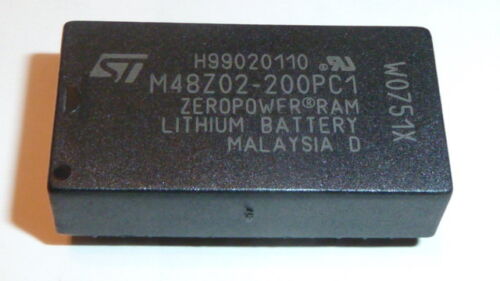 ST
H99020110 ®
M48Z02-200PC1
ZEROPOWER®RAM
LITHIUM BATTERY
MALAYSIA D
W0751X